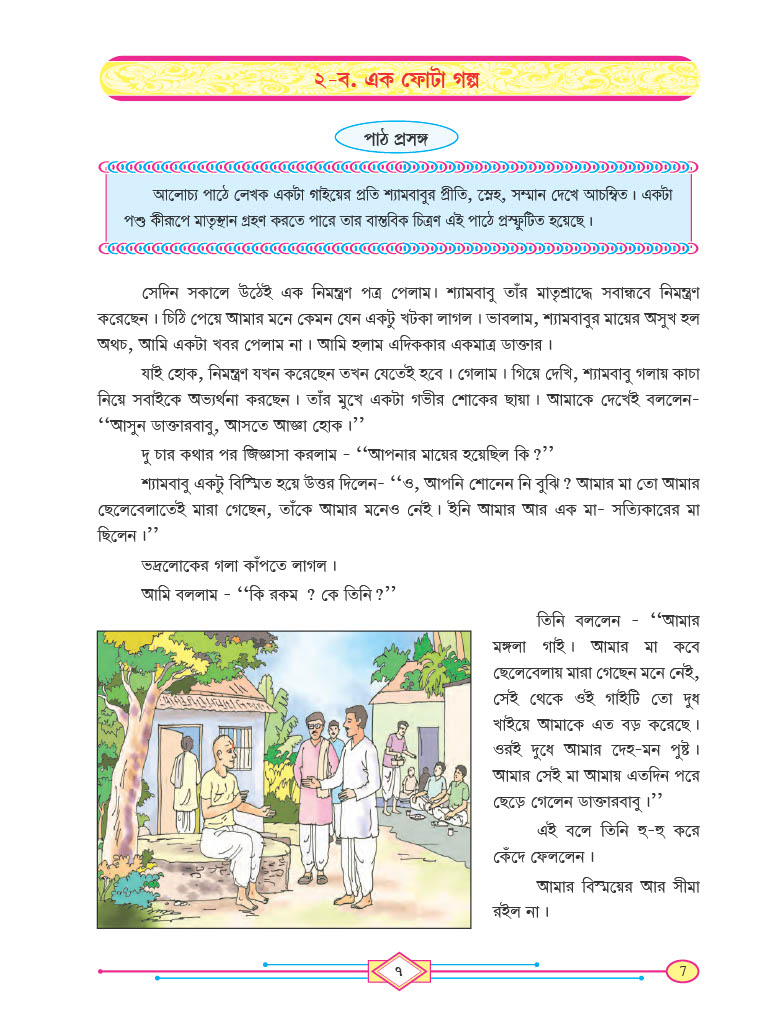 ২-ব. এক ফোটা গল্প
পাঠ প্রসঙ্গ
আলোচ্য পাঠে লেখক একটা গাইয়ের প্রতি শ্যামবাবুর প্রীতি, স্নেহ, সম্মান দেখে আচম্বিত। একটা
পশু কীরূপে মাতৃস্থান গ্রহণ করতে পারে তার বাস্তবিক চিত্রণ এই পাঠে প্রস্ফুটিত হয়েছে।
সেদিন সকালে উঠেই এক নিমন্ত্রণ পত্র পেলাম। শ্যামবাবু তাঁর মাতৃশ্রাদ্ধে সবান্ধবে নিমন্ত্রণ
করেছেন। চিঠি পেয়ে আমার মনে কেমন যেন একটু খটকা লাগল। ভাবলাম, শ্যামবাবুর মায়ের অসুখ হল
অথচ, আমি একটা খবর পেলাম না। আমি হলাম এদিককার একমাত্র ডাক্তার।
যাই হোক, নিমন্ত্রণ যখন করেছেন তখন যেতেই হবে। গেলাম। গিয়ে দেখি, শ্যামবাবু গলায় কাচা
নিয়ে সবাইকে অভ্যর্থনা করছেন। তাঁর মুখে একটা গভীর শোকের ছায়া। আমাকে দেখেই বললেন-
‘‘আসুন ডাক্তারবাবু, আসতে আজ্ঞা হোক।’’
দু চার কথার পর জিজ্ঞাসা করলাম - ‘‘আপনার মায়ের হয়েছিল কি?’’
শ্যামবাবু একটু বিস্মিত হয়ে উত্তর দিলেন- ‘‘ও, আপনি শোনেন নি বুঝি? আমার মা তো আমার
ছেলেবেলাতেই মারা গেছেন, তাঁকে আমার মনেও নেই। ইনি আমার আর এক মা- সত্যিকারের মা
ছিলেন।’’
ভদ্রলোকের গলা কাঁপতে লাগল।
আমি বললাম - ‘‘কি রকম ? কে তিনি?’’
তিনি বললেন - ‘‘আমার
মঙ্গলা গাই। আমার মা কবে
ছেলেবেলায় মারা গেছেন মনে নেই,
সেই থেকে ওই গাইটি তো দুধ
খাইয়ে আমাকে এত বড় করেছে।
ওরই দুধে আমার দেহ-মন পুষ্ট।
আমার সেই মা আমায় এতদিন পরে
ছেড়ে গেলেন ডাক্তারবাবু।’’
এই বলে তিনি হু-হু করে
কেঁদে ফেললেন।
আমার বিস্ময়ের আর সীমা
রইল না।
৭
7